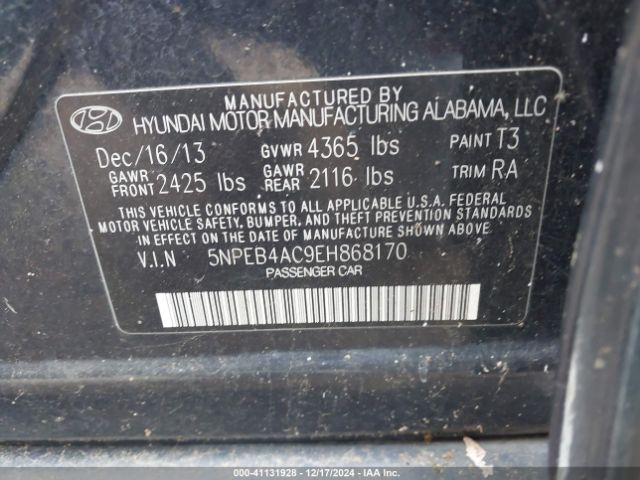 MANUFACTURED BY
HYUNDAI MOTOR MANUFACTURING ALABAMA, LLC
Dec/16/13 GVWR 4365 lbs PAINT T3
GAWR FRONT 2425 lbs GAWR REAR 2116 lbs TRIM RA
THIS VEHICLE CONFORMS TO ALL APPLICABLE U.S.A. FEDERAL
MOTOR VEHICLE SAFETY, BUMPER, AND THEFT PREVENTION STANDARDS
IN EFFECT ON THE DATE OF MANUFACTURE SHOWN ABOVE.
V.I.N 5NPEB4AC9EH868170
PASSENGER CAR
000-41131928 - 12/17/2024 - IAA Inc.